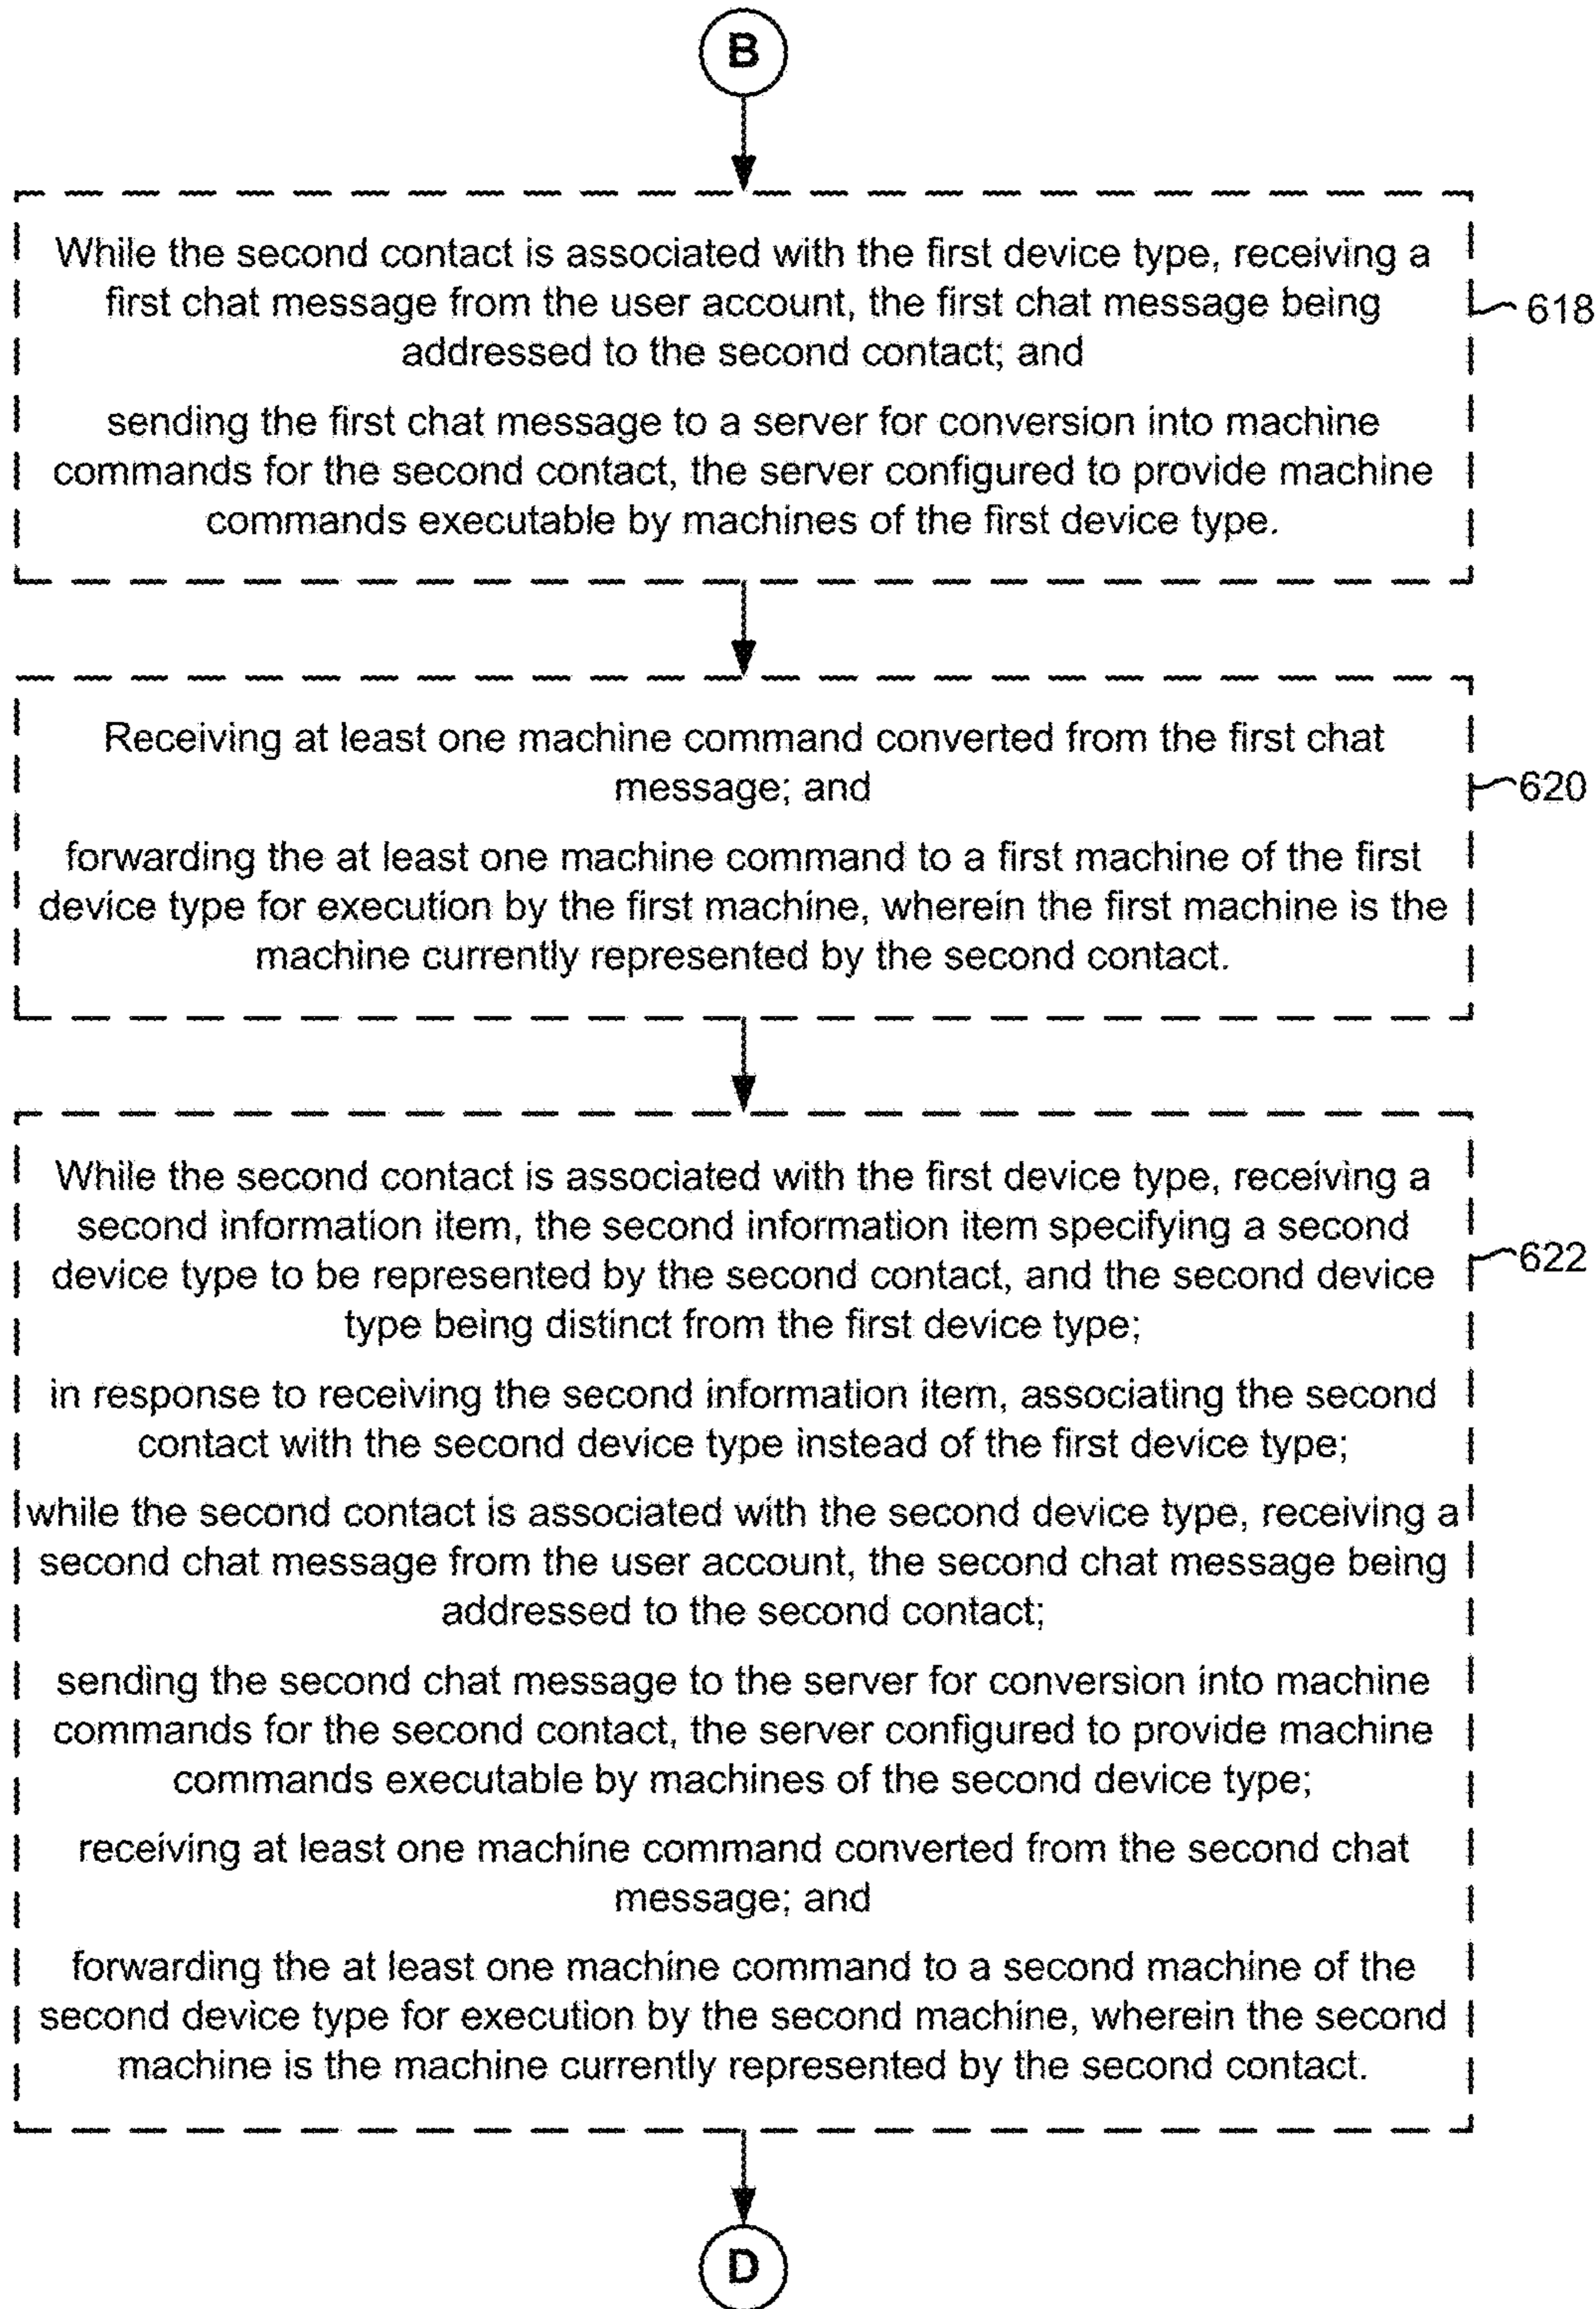 B
While the second contact is associated with the first device type, receiving a
first chat message from the user account, the first chat message being
addressed to the second contact; and
sending the first chat message to a server for conversion into machine
commands for the second contact, the server configured to provide machine
commands executable by machines of the first device type.
618
Receiving at least one machine command converted from the first chat
message; and
forwarding the at least one machine command to a first machine of the first
device type for execution by the first machine, wherein the first machine is the
machine currently represented by the second contact.
620
While the second contact is associated with the first device type, receiving a
second information item, the second information item specifying a second
device type to be represented by the second contact, and the second device
type being distinct from the first device type;
in response to receiving the second information item, associating the second
contact with the second device type instead of the first device type;
while the second contact is associated with the second device type, receiving a
second chat message from the user account, the second chat message being
addressed to the second contact;
sending the second chat message to the server for conversion into machine
commands for the second contact, the server configured to provide machine
commands executable by machines of the second device type;
receiving at least one machine command converted from the second chat
message; and
forwarding the at least one machine command to a second machine of the
second device type for execution by the second machine, wherein the second
machine is the machine currently represented by the second contact.
622
D